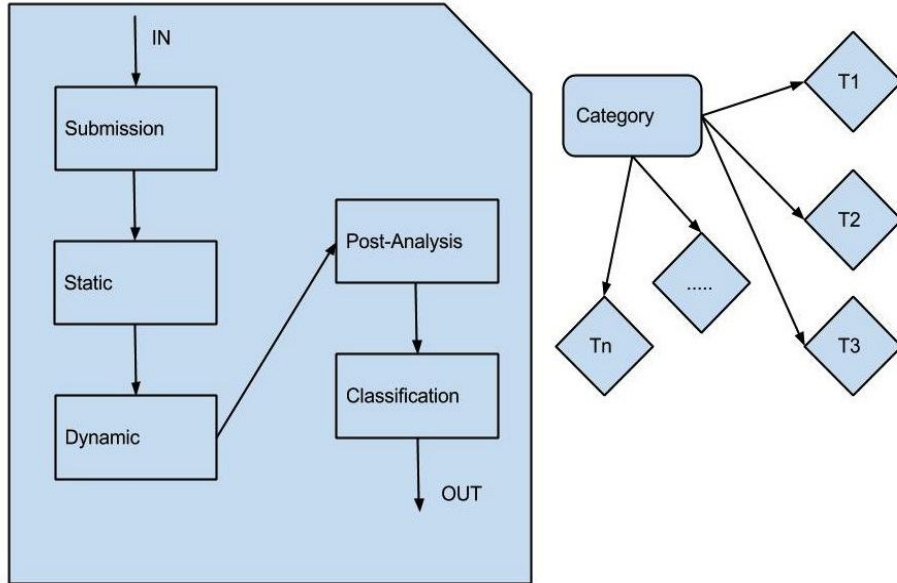 IN
Submission
Static
Dynamic
Post-Analysis
Classification
OUT
Category
T1
T2
T3
.....
Tn